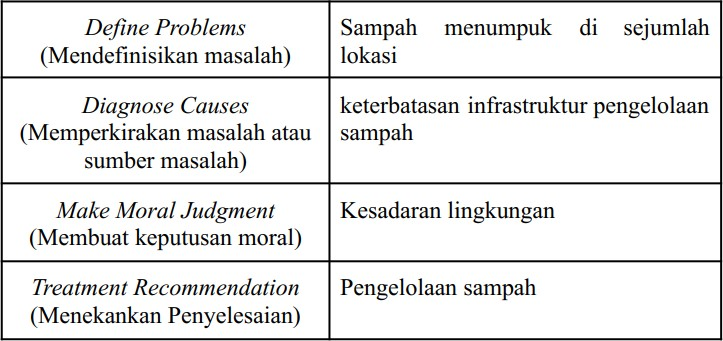 Define Problems
(Mendefinisikan masalah)
Sampah menumpuk di sejumlah
lokasi
Diagnose Causes
(Memperkirakan masalah atau
sumber masalah)
keterbatasan infrastruktur pengelolaan
sampah
Make Moral Judgment
(Membuat keputusan moral)
Kesadaran lingkungan
Treatment Recommendation
(Menekankan Penyelesaian)
Pengelolaan sampah